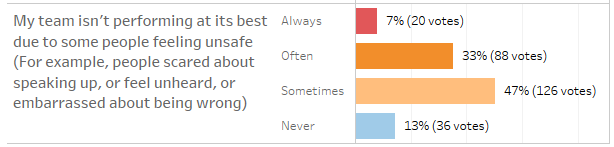 My team isn't performing at its best
due to some people feeling unsafe
(For example, people scared about
speaking up, or feel unheard, or
embarrassed about being wrong)
Always 7% (20 votes)
Often 33% (88 votes)
Sometimes 47% (126 votes)
Never 13% (36 votes)